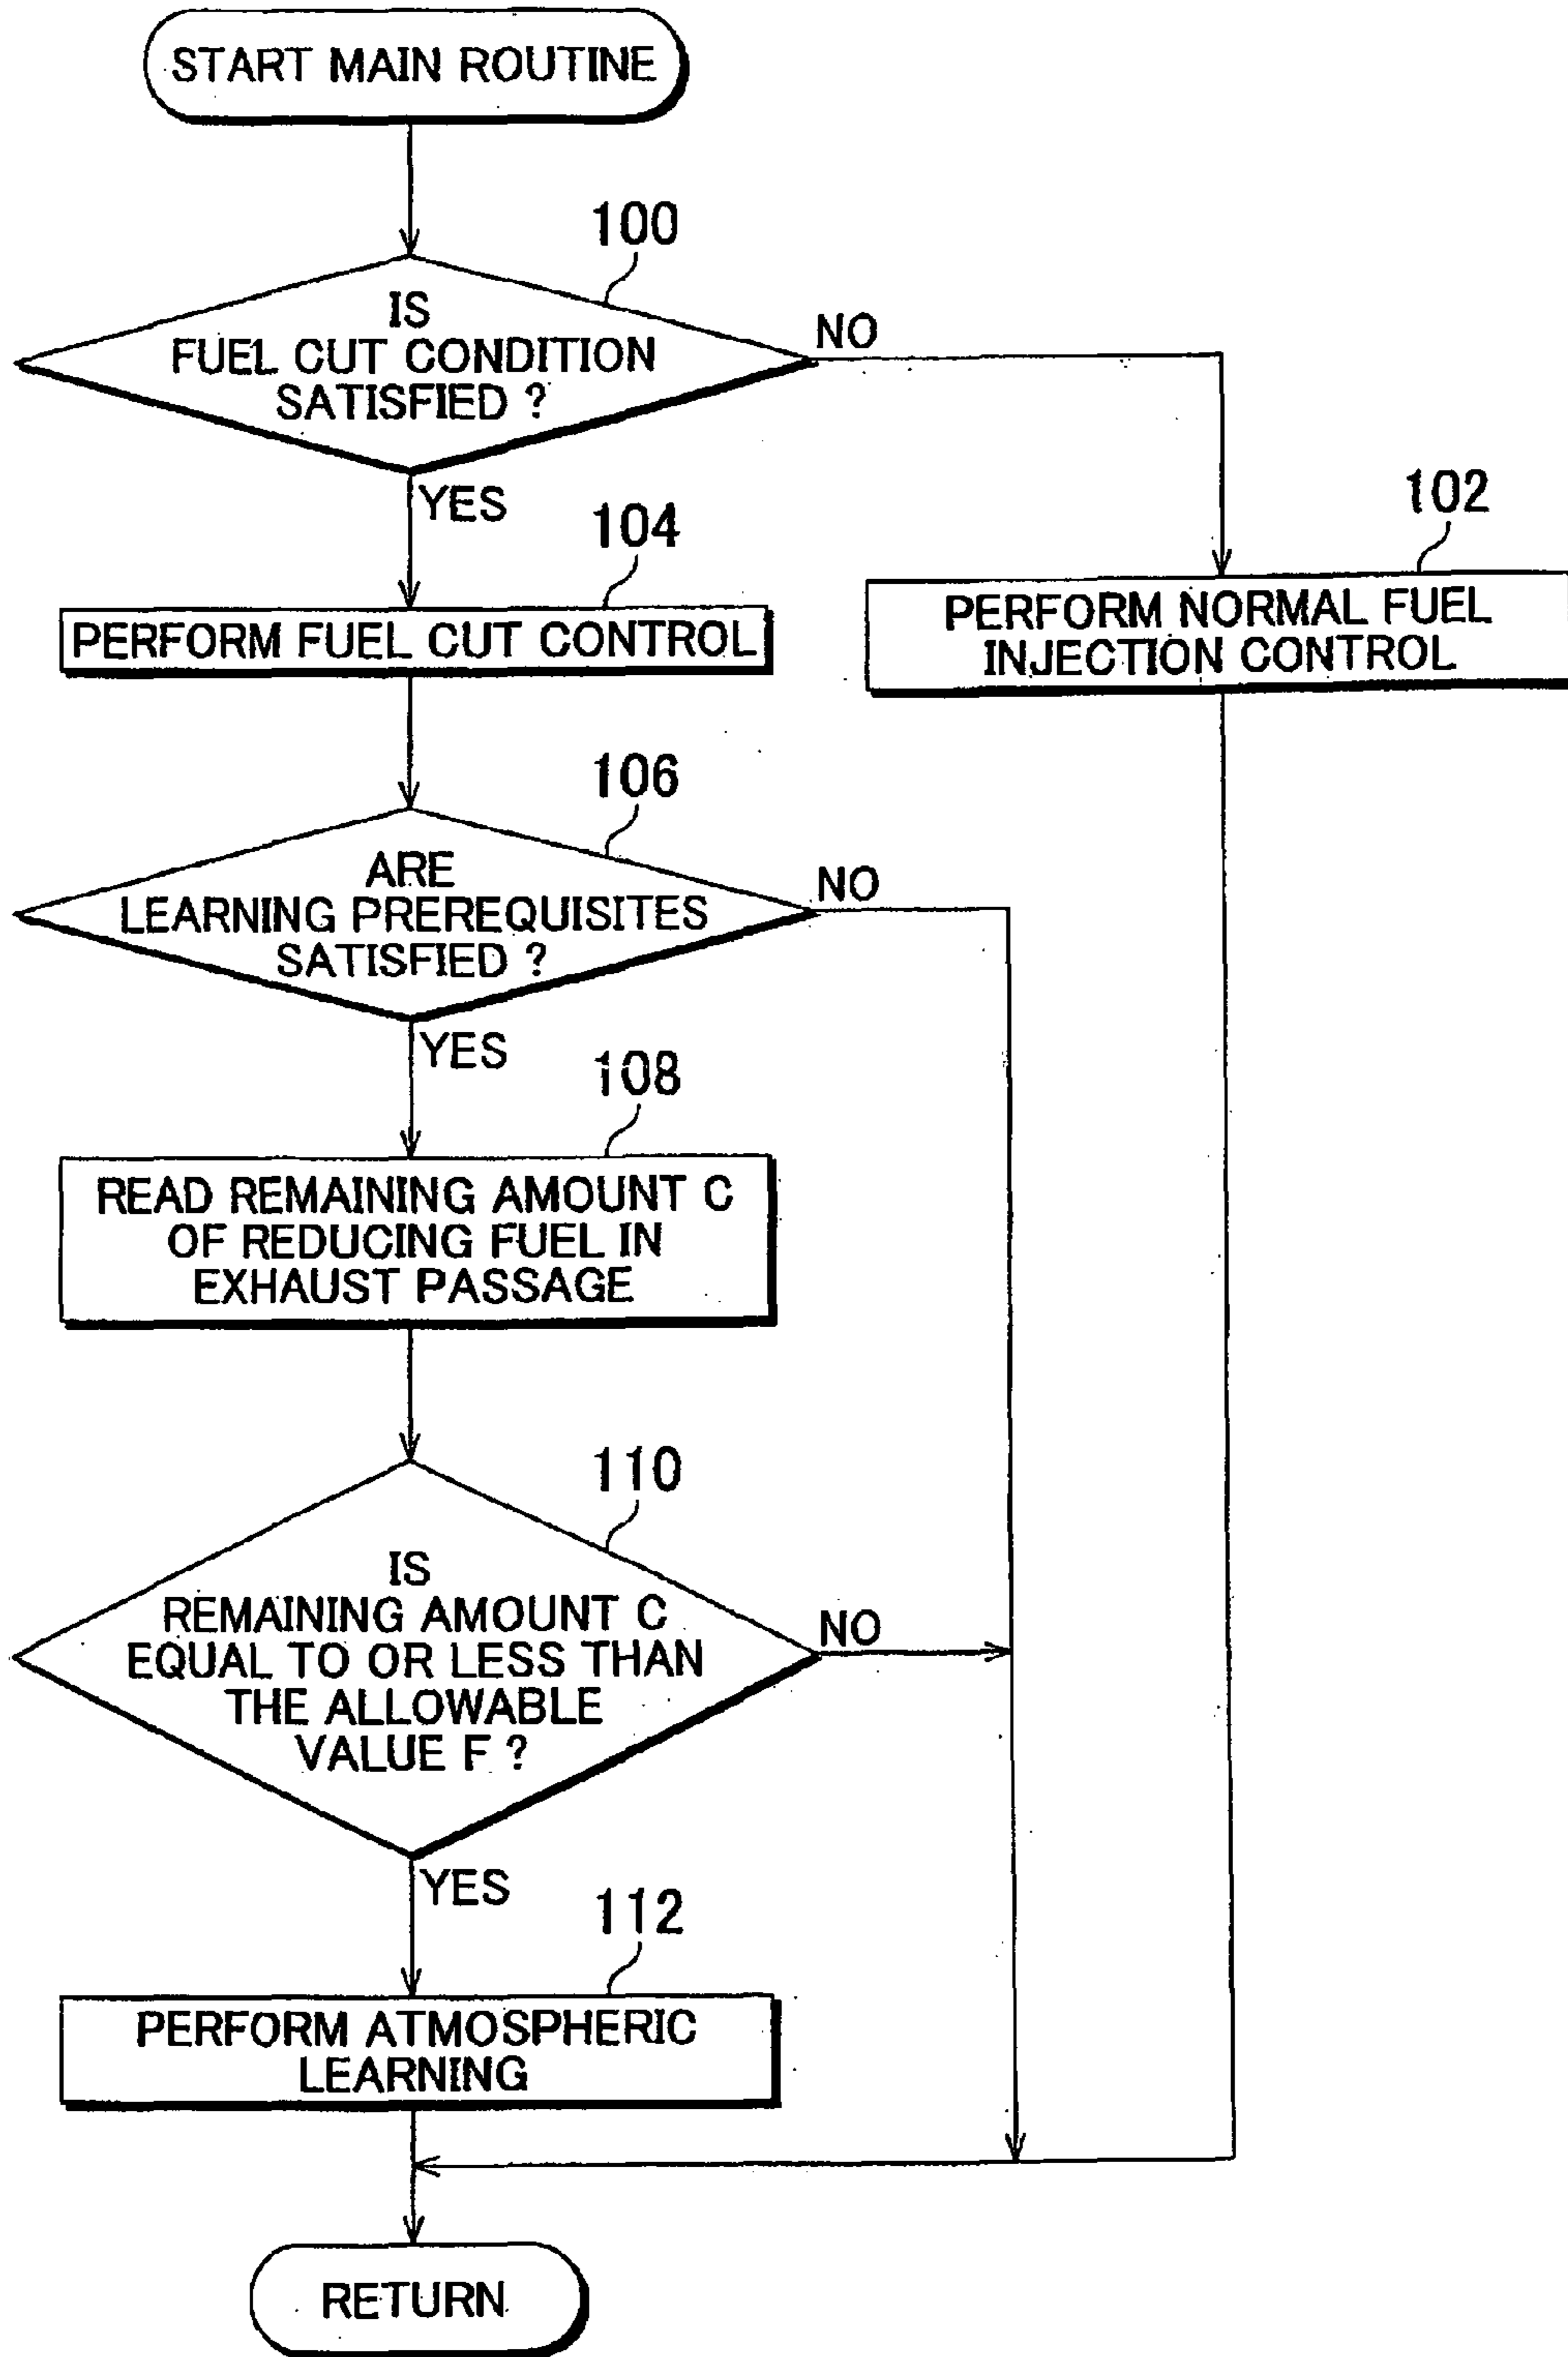 START MAIN ROUTINE
100
IS
FUEL CUT CONDITION
SATISFIED ?
NO
YES
102
PERFORM NORMAL FUEL
INJECTION CONTROL
104
PERFORM FUEL CUT CONTROL
106
ARE
LEARNING PREREQUISITES
SATISFIED ?
NO
YES
108
READ REMAINING AMOUNT C
OF REDUCING FUEL IN
EXHAUST PASSAGE
110
IS
REMAINING AMOUNT C
EQUAL TO OR LESS THAN
THE ALLOWABLE
VALUE F ?
NO
YES
112
PERFORM ATMOSPHERIC
LEARNING
RETURN